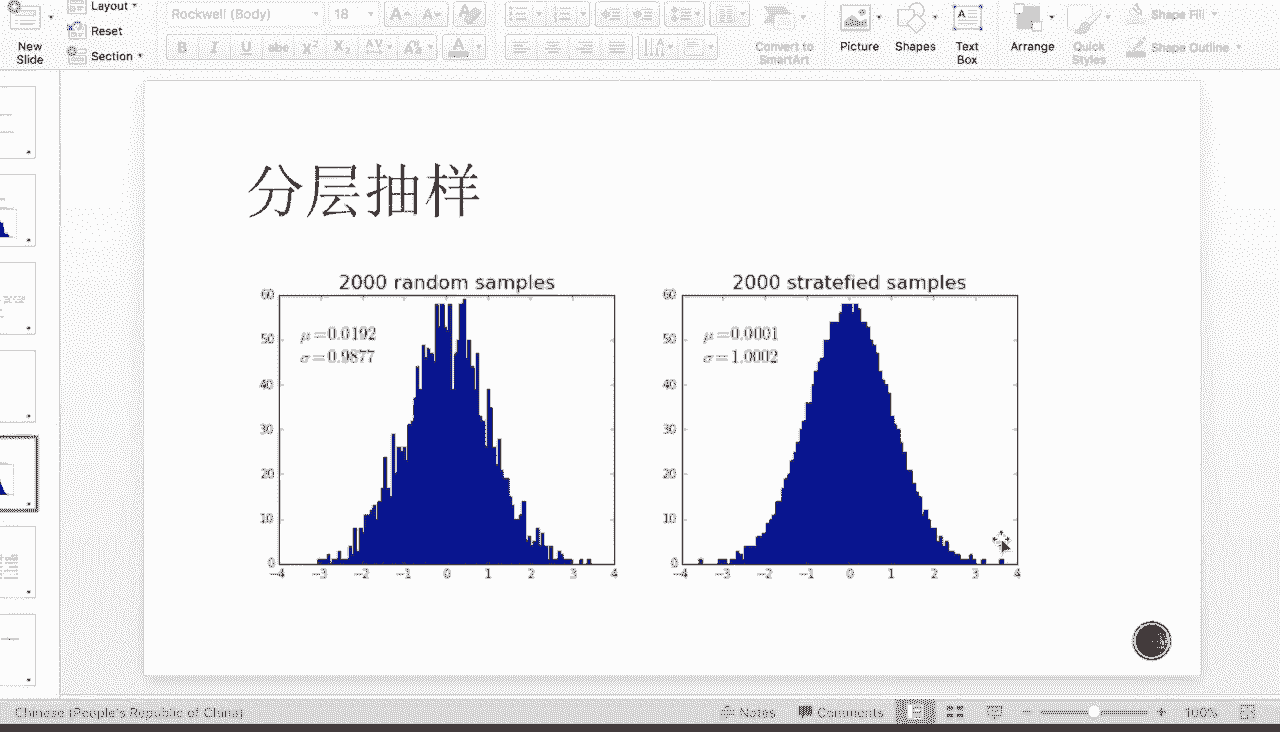 Layout
Rockwell (Body) 18 A A A
Shape Fill
Reset
New Slide
Section
B I U abc X² X₂ AV Aa A
Convert to SmartArt
Picture
Shapes
Text Box
Arrange
Quick Styles
Shape Outline
分层抽样
2000 random samples
μ=0.0192
σ=0.9877
60
50
40
30
20
10
0
−4 −3 −2 −1 0 1 2 3 4
2000 stratefied samples
μ=0.0001
σ=1.0002
60
50
40
30
20
10
0
−4 −3 −2 −1 0 1 2 3 4
Chinese (People's Republic of China)
Notes
Comments
100%